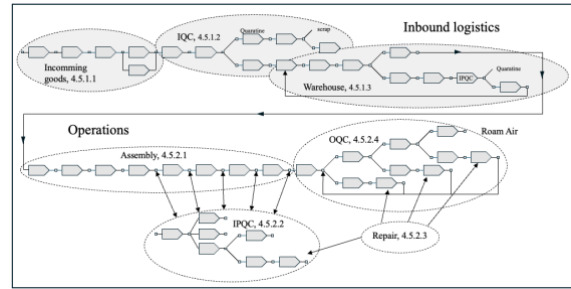 IQC, 4.5.1.2
Quarantine
scrap
Inbound logistics
Incomming
goods, 4.5.1.1
IPQC
Quarantine
Warehouse, 4.5.1.3
Operations
OQC, 4.5.2.4
Roam Air
Assembly, 4.5.2.1
IPQC, 4.5.2.2
Repair, 4.5.2.3